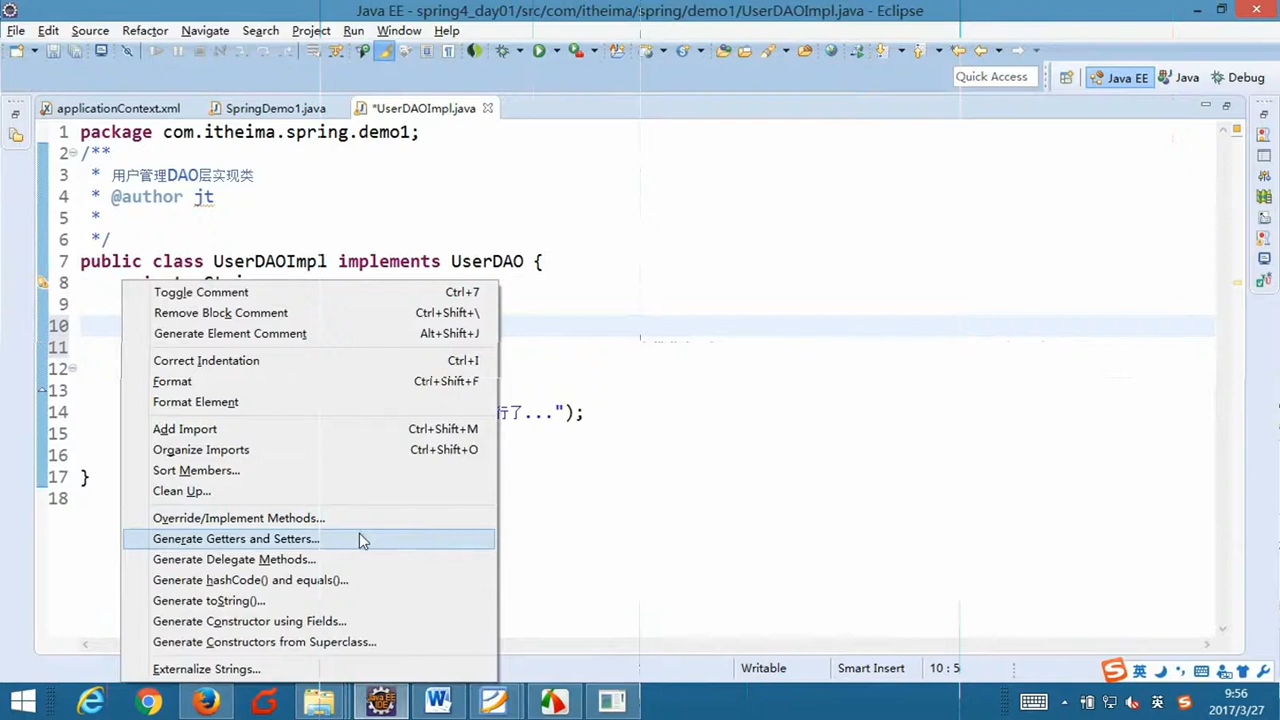 Java EE - spring4_day01/src/com/itheima/spring/demo1/UserDAOImpl.java - Eclipse
File Edit Source Refactor Navigate Search Project Run Window Help
Quick Access Java EE Java Debug
applicationContext.xml SpringDemo1.java *UserDAOImpl.java
1 package com.itheima.spring.demo1;
2 /**
3 * 用户管理DAO层实现类
4 * @author jt
5 *
6 */
7 public class UserDAOImpl implements UserDAO {
8
9
10
11
12
13
14 行了...");
15
16
17 }
18
Toggle Comment Ctrl+7
Remove Block Comment Ctrl+Shift+\
Generate Element Comment Alt+Shift+J
Correct Indentation Ctrl+I
Format Ctrl+Shift+F
Format Element
Add Import Ctrl+Shift+M
Organize Imports Ctrl+Shift+O
Sort Members...
Clean Up...
Override/Implement Methods...
Generate Getters and Setters...
Generate Delegate Methods...
Generate hashCode() and equals()...
Generate toString()...
Generate Constructor using Fields...
Generate Constructors from Superclass...
Externalize Strings...
Writable Smart Insert 10 : 5
英
英 9:56
2017/3/27